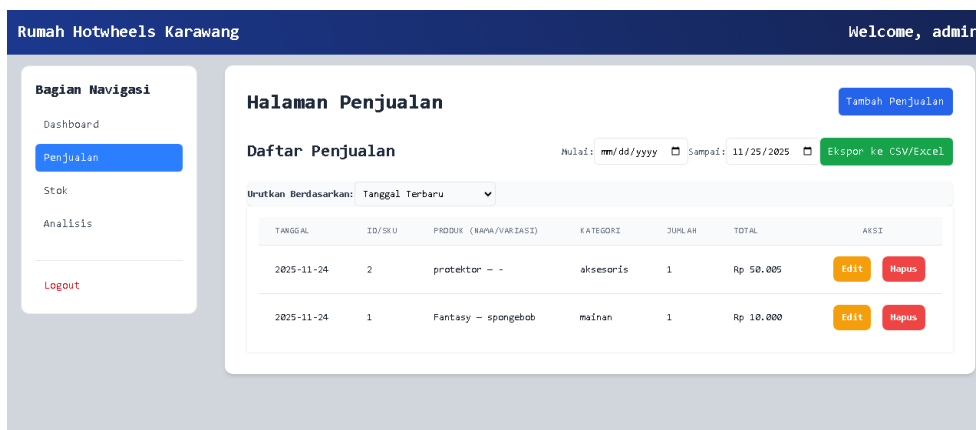 Rumah Hotwheels Karawang
Welcome, admin
Bagian Navigasi
Dashboard
Penjualan
Stok
Analisis
Logout
Halaman Penjualan
Tambah Penjualan
Daftar Penjualan
Mulai: mm/dd/yyyy Sampai: 11/25/2025 Ekspor ke CSV/Excel
Urutkan Berdasarkan: Tanggal Terbaru
TANGGAL ID/SKU PRODUK (NAMA/VARIASI) KATEGORI JUMLAH TOTAL AKSI
2025-11-24 2 protektor — - aksesoris 1 Rp 50.005 Edit Hapus
2025-11-24 1 Fantasy — spongebob mainan 1 Rp 10.000 Edit Hapus